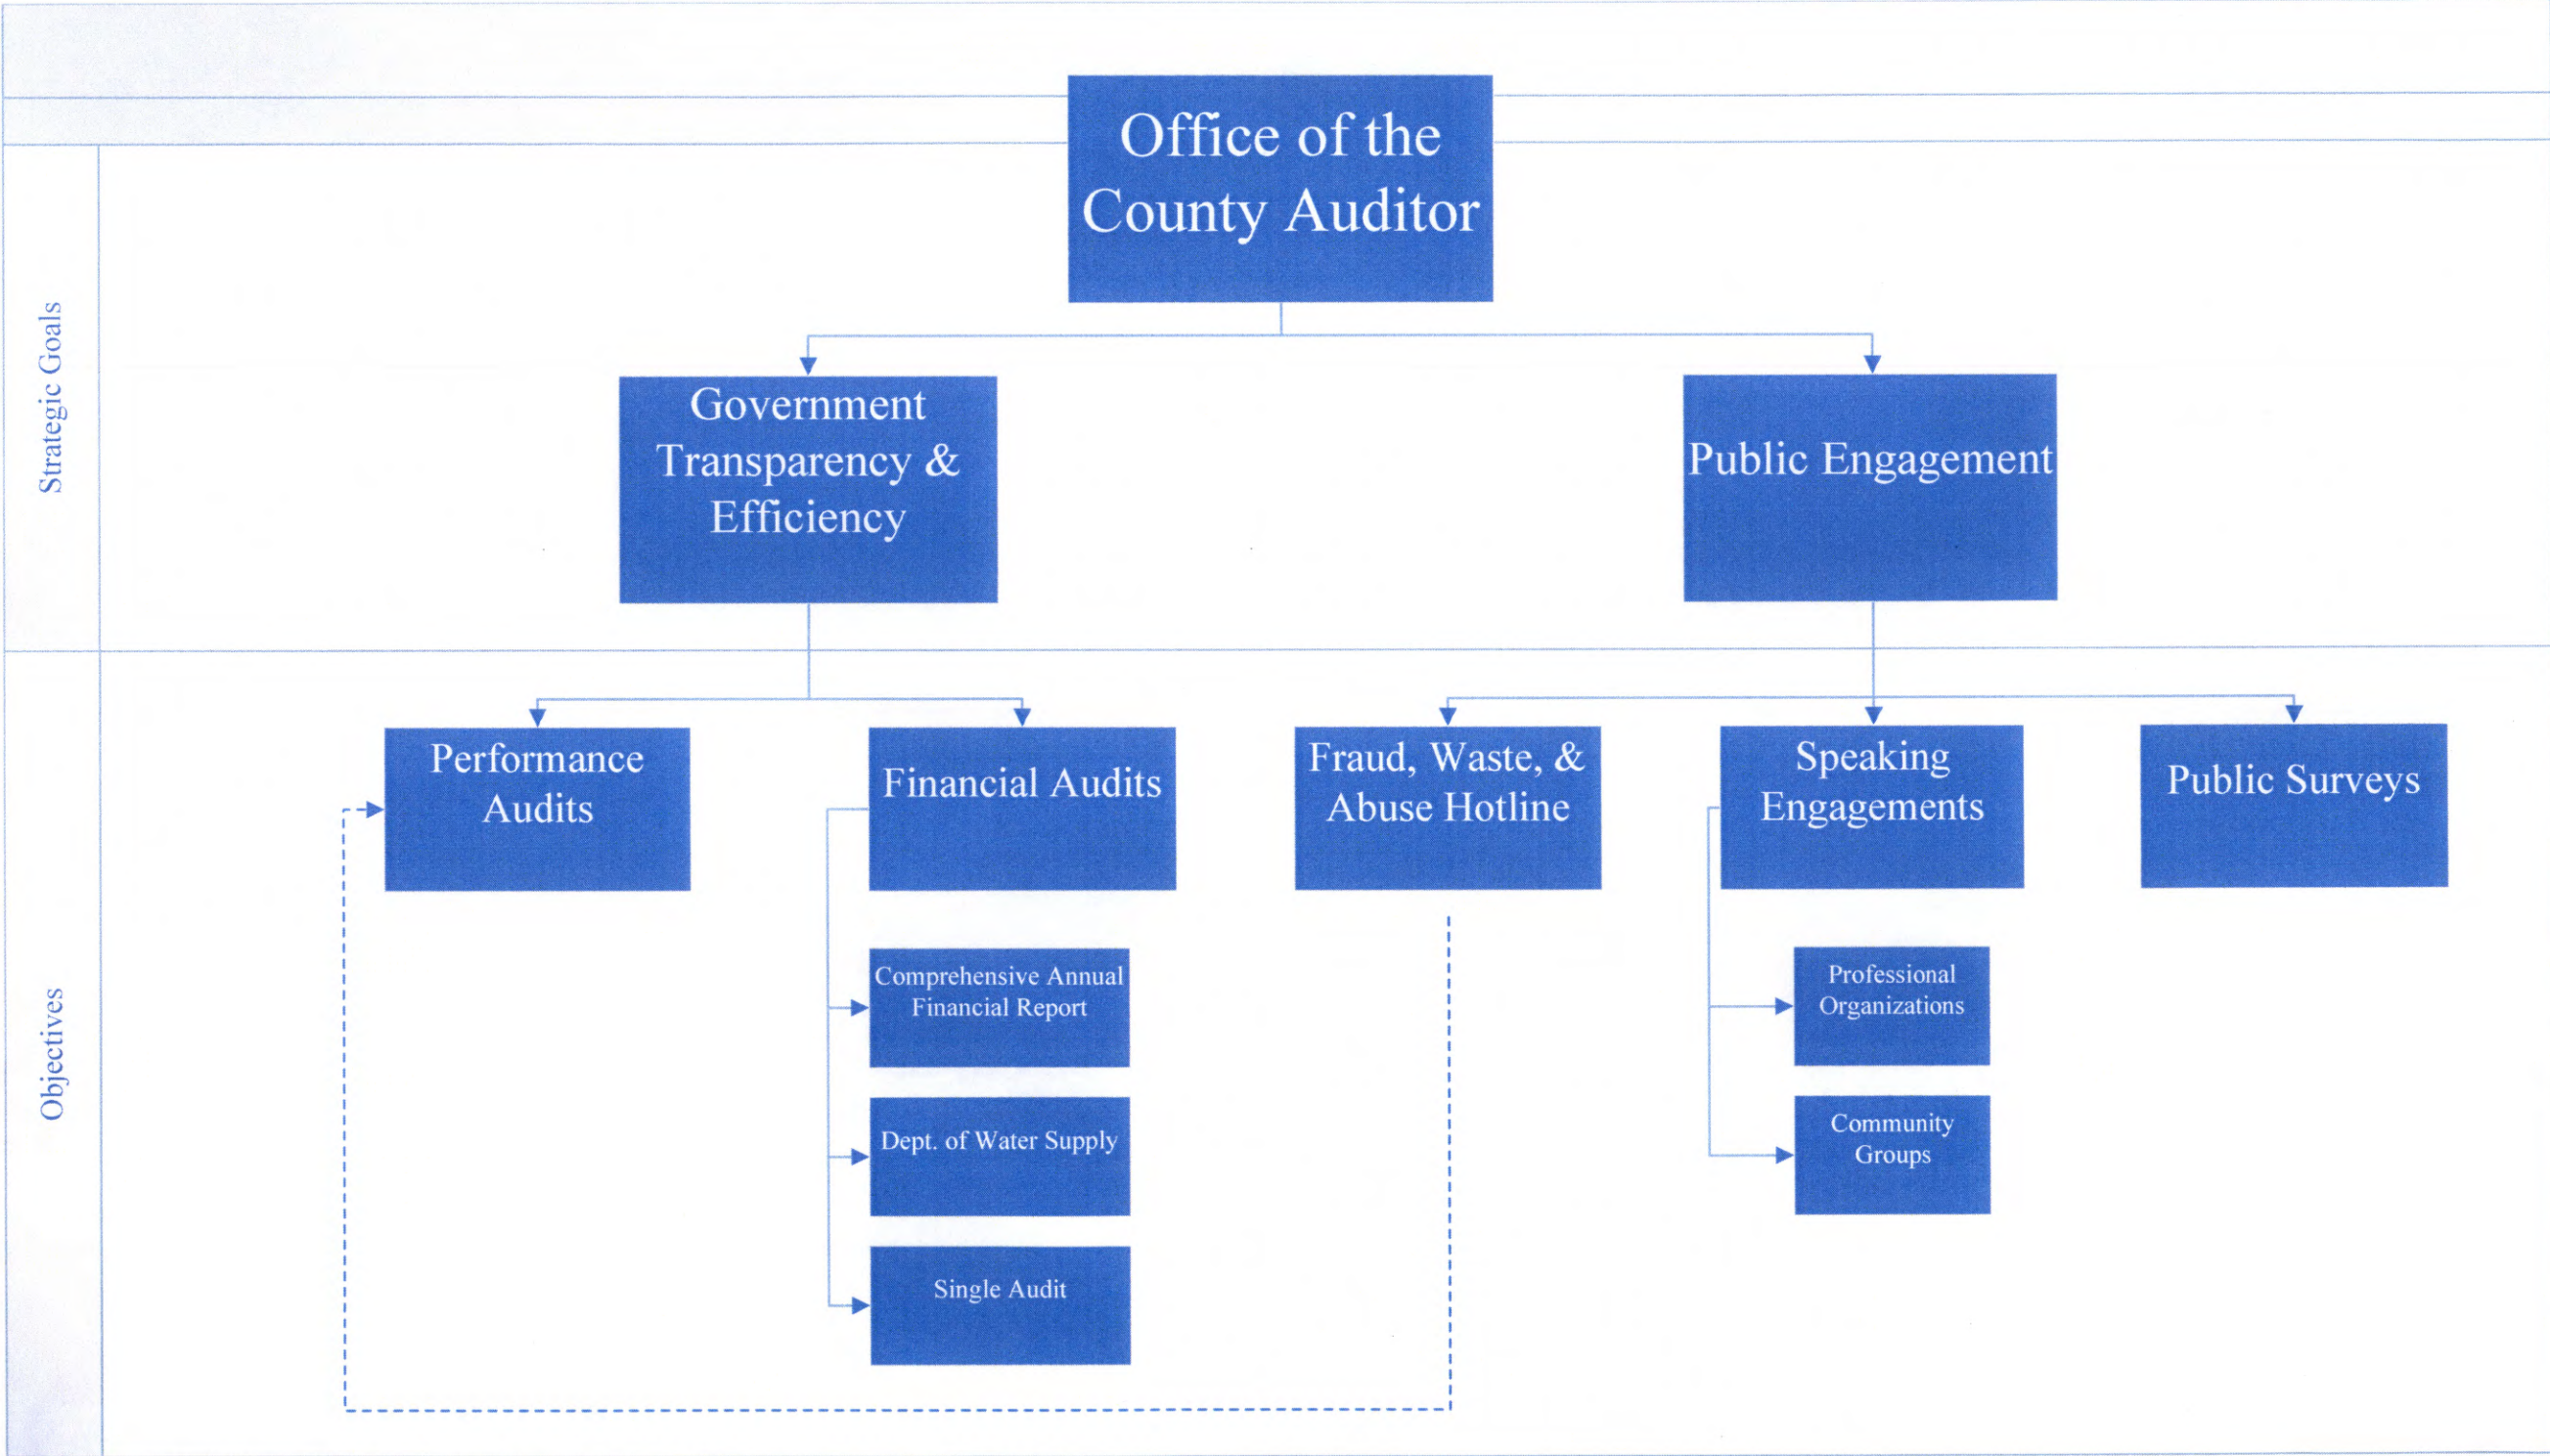 Office of the
County Auditor
Strategic Goals
Government
Transparency &
Efficiency
Public Engagement
Objectives
Performance
Audits
Financial Audits
Fraud, Waste, &
Abuse Hotline
Speaking
Engagements
Public Surveys
Comprehensive Annual
Financial Report
Dept. of Water Supply
Single Audit
Professional
Organizations
Community
Groups